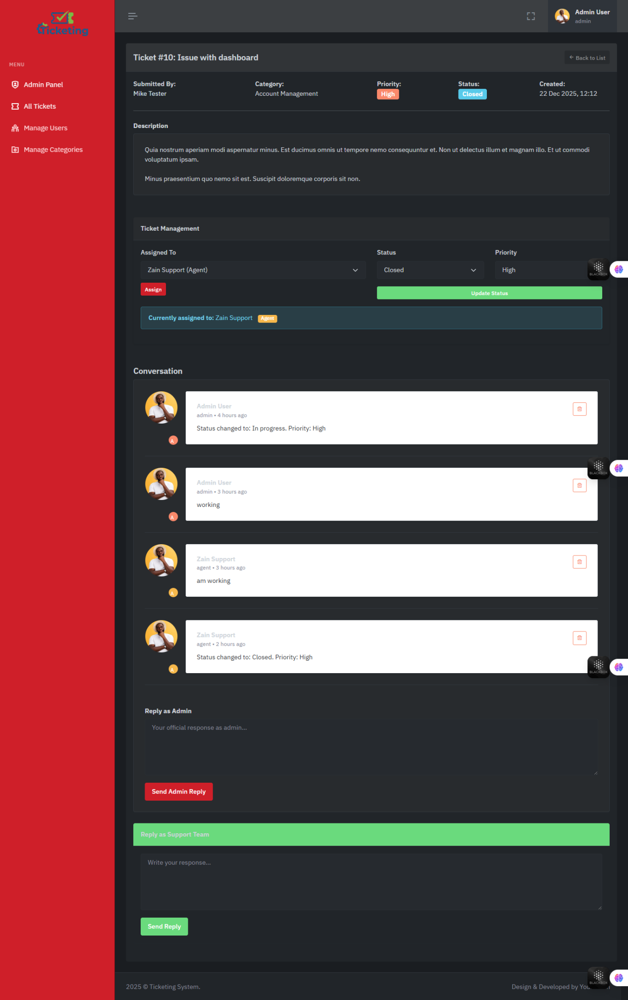 Ticketing
Admin User
admin
MENU
Admin Panel
All Tickets
Manage Users
Manage Categories
Ticket #10: Issue with dashboard
← Back to List
Submitted By:
Mike Tester
Category:
Account Management
Priority:
High
Status:
Closed
Created:
22 Dec 2025, 12:12
Description
Quia nostrum aperiam modi aspernatur minus. Est ducimus omnis ut tempore nemo consequuntur et. Non ut delectus illum et magnam illo. Et ut commodi
voluptatum ipsam.
Minus praesentium quo nemo sit est. Suscipit doloremque corporis sit non.
Ticket Management
Assigned To
Zain Support (Agent)
Assign
Status
Closed
Priority
High
BLACKBOX
Update Status
Currently assigned to: Zain Support Agent
Conversation
Admin User
admin • 4 hours ago
Status changed to: In progress. Priority: High
A
BLACKBOX
Admin User
admin • 3 hours ago
working
A
Zain Support
agent • 3 hours ago
am working
A
Zain Support
agent • 2 hours ago
Status changed to: Closed. Priority: High
A
BLACKBOX
Reply as Admin
Your official response as admin...
Send Admin Reply
Reply as Support Team
Write your response...
Send Reply
2025 © Ticketing System.
Design & Developed by
BLACKBOX